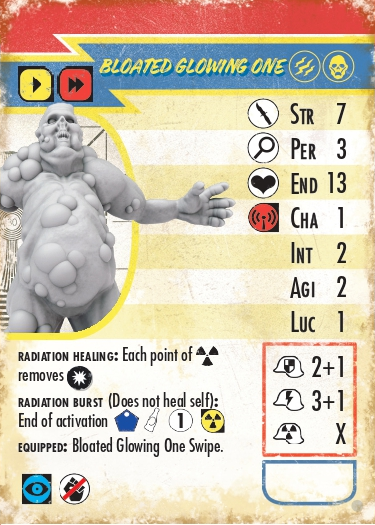 BLOATED GLOWING ONE
STR 7
PER 3
END 13
CHA 1
INT 2
AGI 2
LUC 1
RADIATION HEALING: Each point of
removes
RADIATION BURST (Does not heal self):
End of activation 1
EQUIPPED: Bloated Glowing One Swipe.
2+1
3+1
X